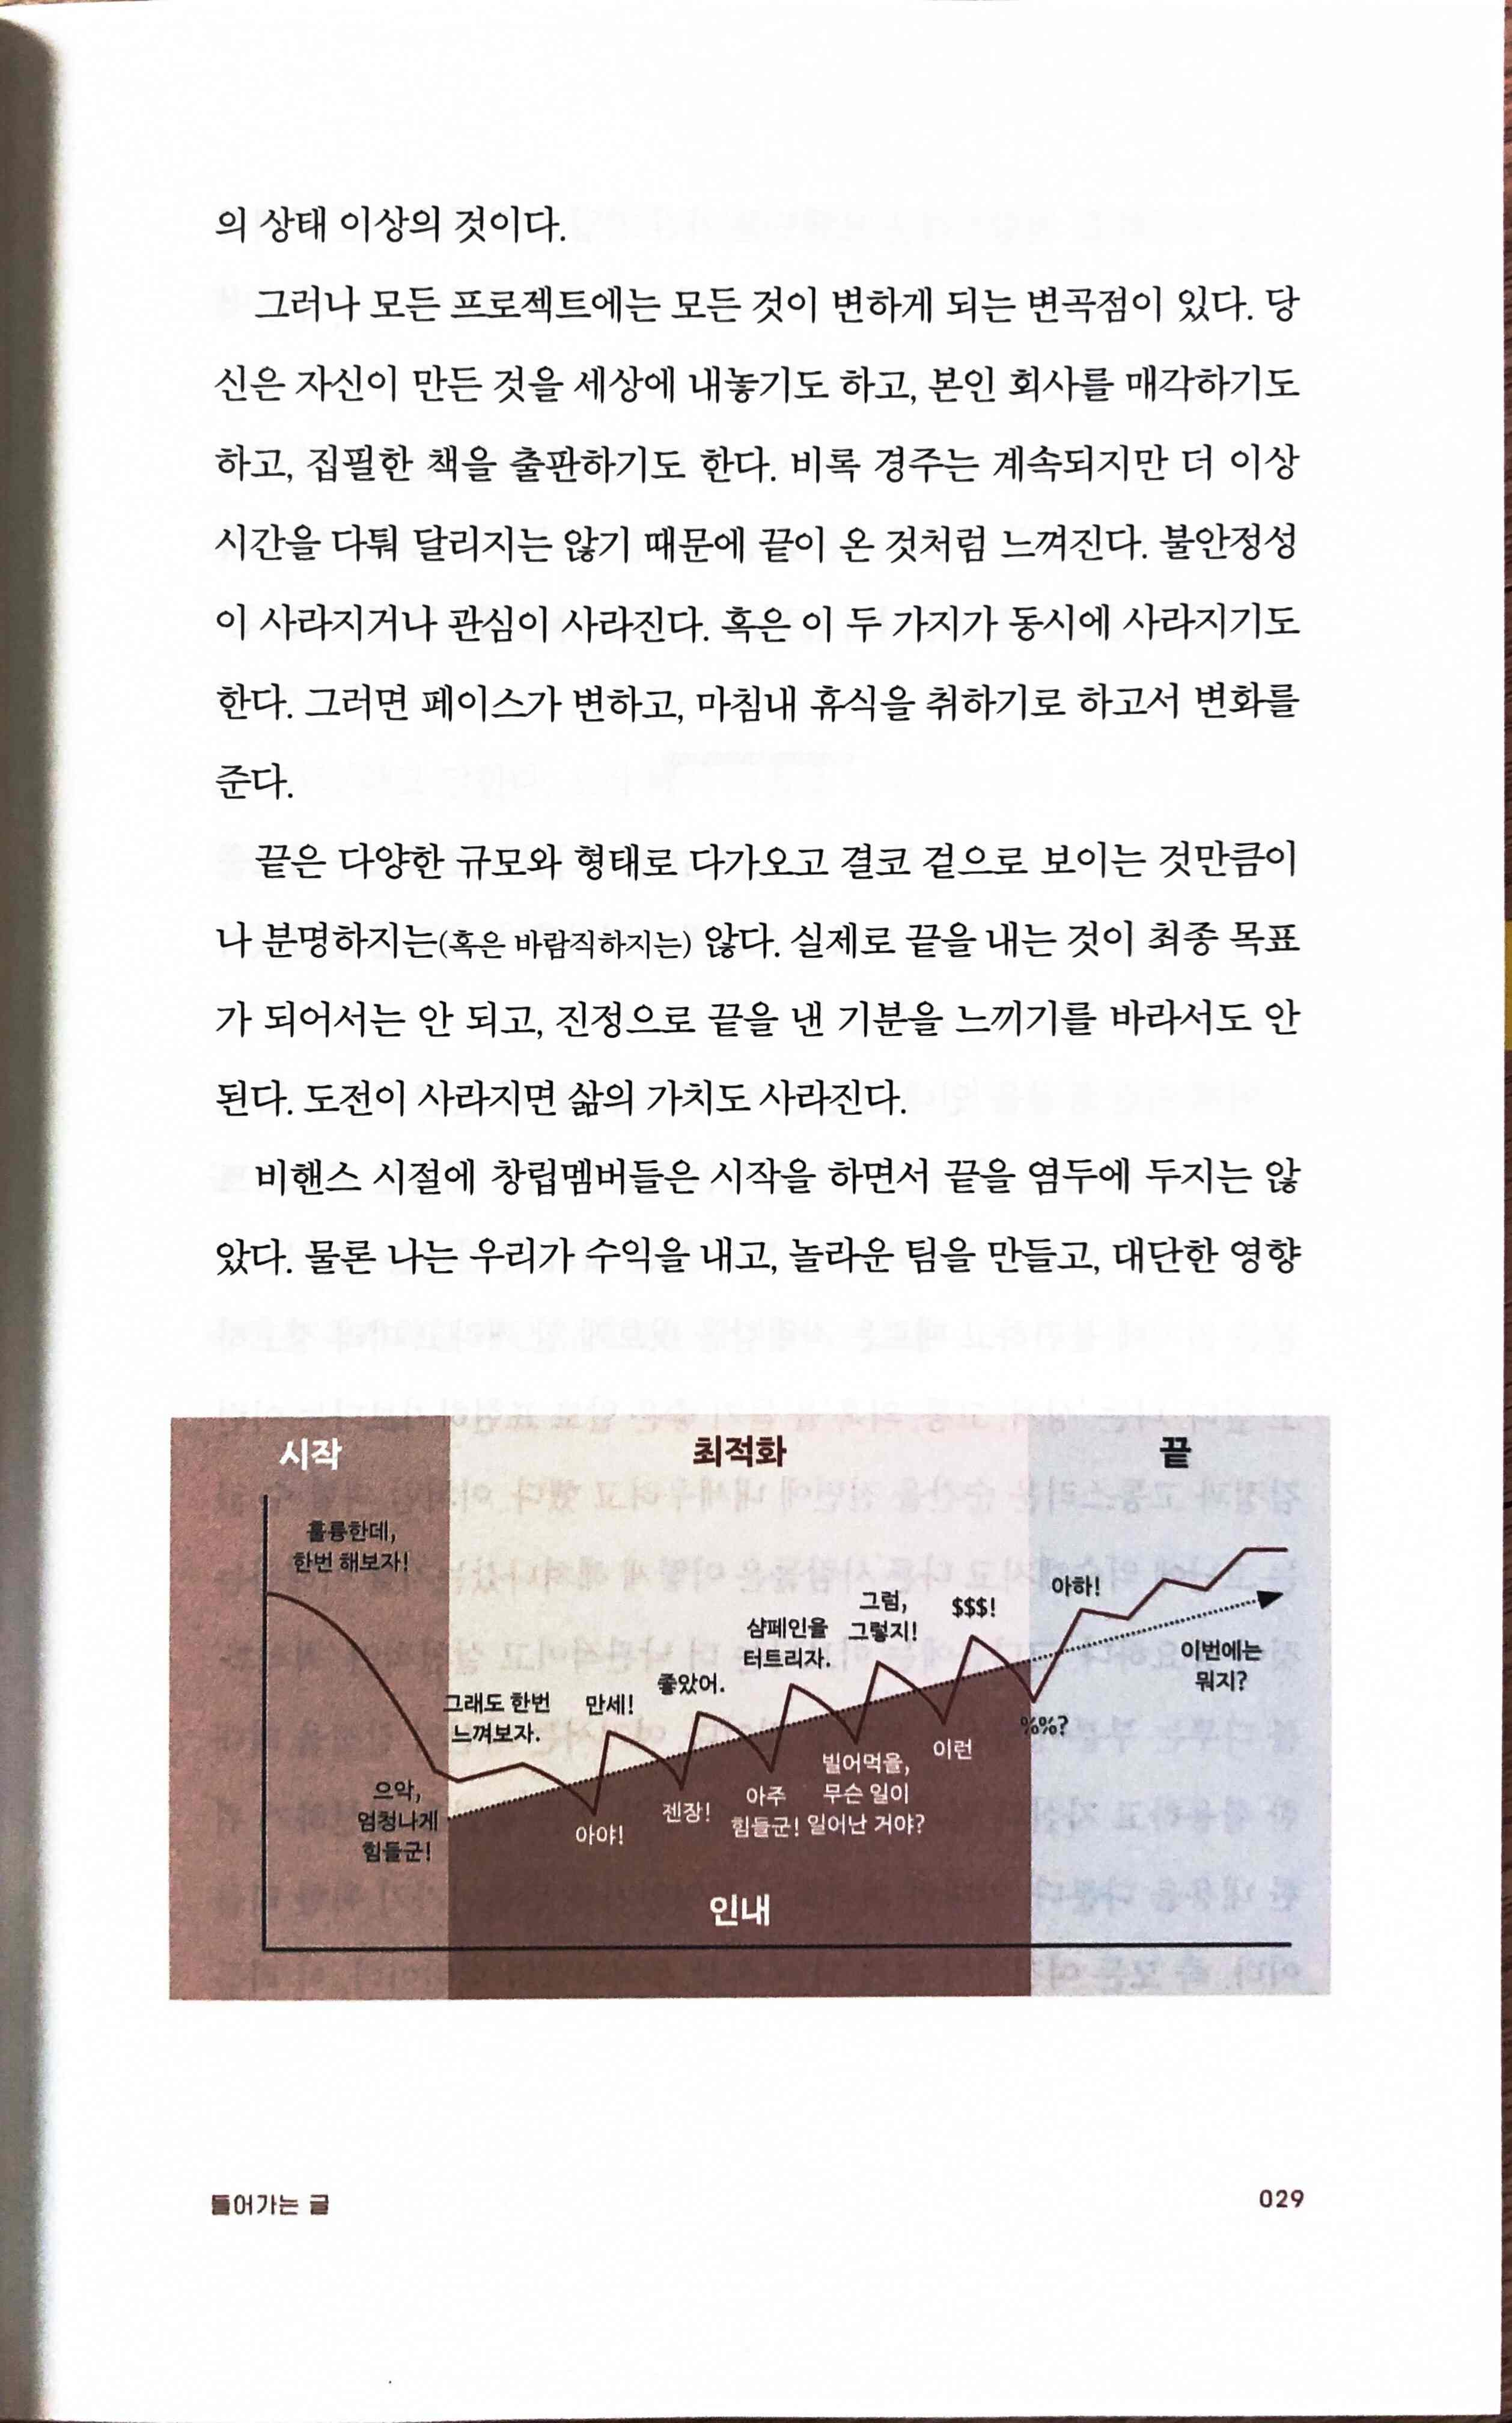 의 상태 이상의 것이다.
그러나 모든 프로젝트에는 모든 것이 변하게 되는 변곡점이 있다. 당
신은 자신이 만든 것을 세상에 내놓기도 하고, 본인 회사를 매각하기도
하고, 집필한 책을 출판하기도 한다. 비록 경주는 계속되지만 더 이상
시간을 다퉈 달리지는 않기 때문에 끝이 온 것처럼 느껴진다. 불안정성
이 사라지거나 관심이 사라진다. 혹은 이 두 가지가 동시에 사라지기도
한다. 그러면 페이스가 변하고, 마침내 휴식을 취하기로 하고서 변화를
준다.
끝은 다양한 규모와 형태로 다가오고 결코 겉으로 보이는 것만큼이
나 분명하지는(혹은 바람직하지는) 않다. 실제로 끝을 내는 것이 최종 목표
가 되어서는 안 되고, 진정으로 끝을 낸 기분을 느끼기를 바라서도 안
된다. 도전이 사라지면 삶의 가치도 사라진다.
비핸스 시절에 창립멤버들은 시작을 하면서 끝을 염두에 두지는 않
았다. 물론 나는 우리가 수익을 내고, 놀라운 팀을 만들고, 대단한 영향
시작
최적화
끝
훌륭한데,
한번 해보자!
으악,
엄청나게
힘들군!
그래도 한번
느껴보자.
아야!
만세!
젠장!
좋았어.
아주
힘들군!
샴페인을
터트리자.
빌어먹을,
무슨 일이
일어난 거야?
그럼,
그렇지!
이런
$$$!
%%?
아하!
이번에는
뭐지?
인내
들어가는 글
029